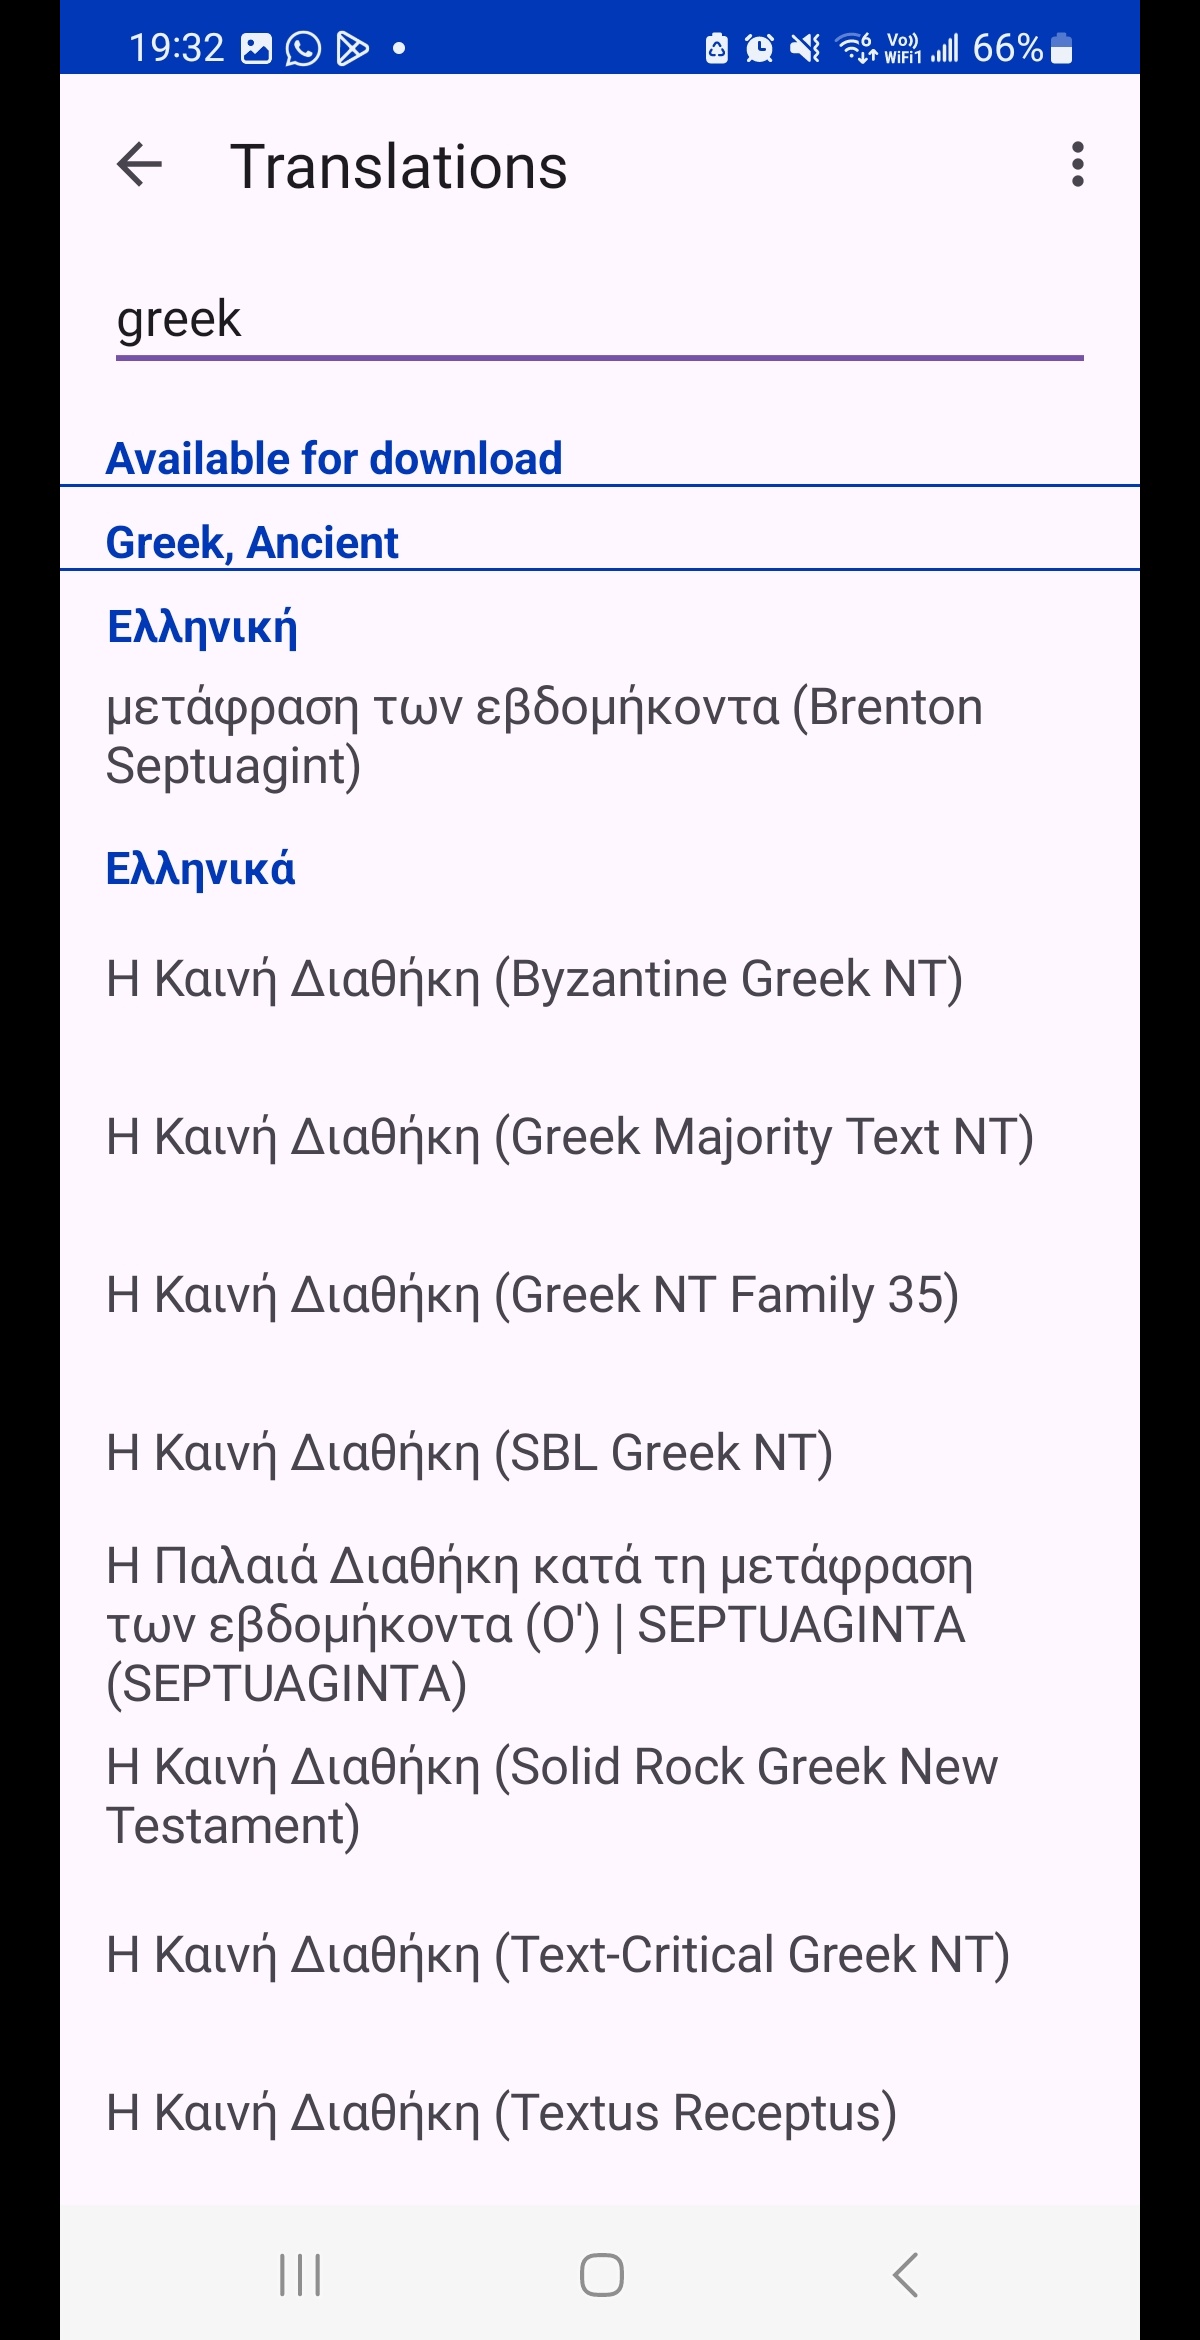 19:32
Vo))
WiFi1
6
66%
Translations
greek
Available for download
Greek, Ancient
Ελληνική
μετάφραση των εβδομήκοντα (Brenton
Septuagint)
Ελληνικά
Η Καινή Διαθήκη (Byzantine Greek NT)
Η Καινή Διαθήκη (Greek Majority Text NT)
Η Καινή Διαθήκη (Greek NT Family 35)
Η Καινή Διαθήκη (SBL Greek NT)
Η Παλαιά Διαθήκη κατά τη μετάφραση
των εβδομήκοντα (Ο') | SEPTUAGINTA
(SEPTUAGINTA)
Η Καινή Διαθήκη (Solid Rock Greek New
Testament)
Η Καινή Διαθήκη (Text-Critical Greek NT)
Η Καινή Διαθήκη (Textus Receptus)